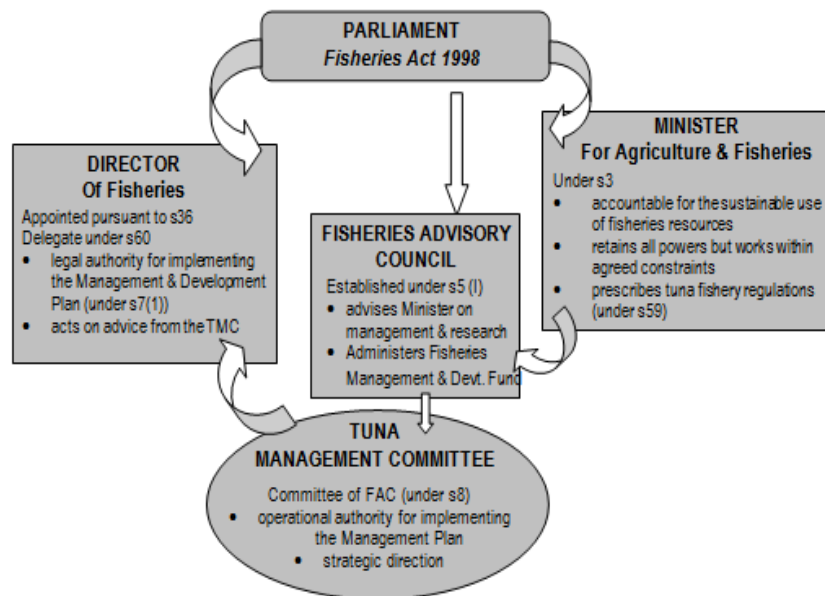 PARLIAMENT
Fisheries Act 1998
DIRECTOR
Of Fisheries
Appointed pursuant to s36
Delegate under s60
• legal authority for implementing
the Management & Development
Plan (under s7(1))
• acts on advice from the TMC
FISHERIES ADVISORY
COUNCIL
Established under s5 (I)
• advises Minister on
management & research
• Administers Fisheries
Management & Devt. Fund
MINISTER
For Agriculture & Fisheries
Under s3
• accountable for the sustainable use
of fisheries resources
• retains all powers but works within
agreed constraints
• prescribes tuna fishery regulations
(under s59)
TUNA
MANAGEMENT COMMITTEE
Committee of FAC (under s8)
• operational authority for implementing
the Management Plan
• strategic direction